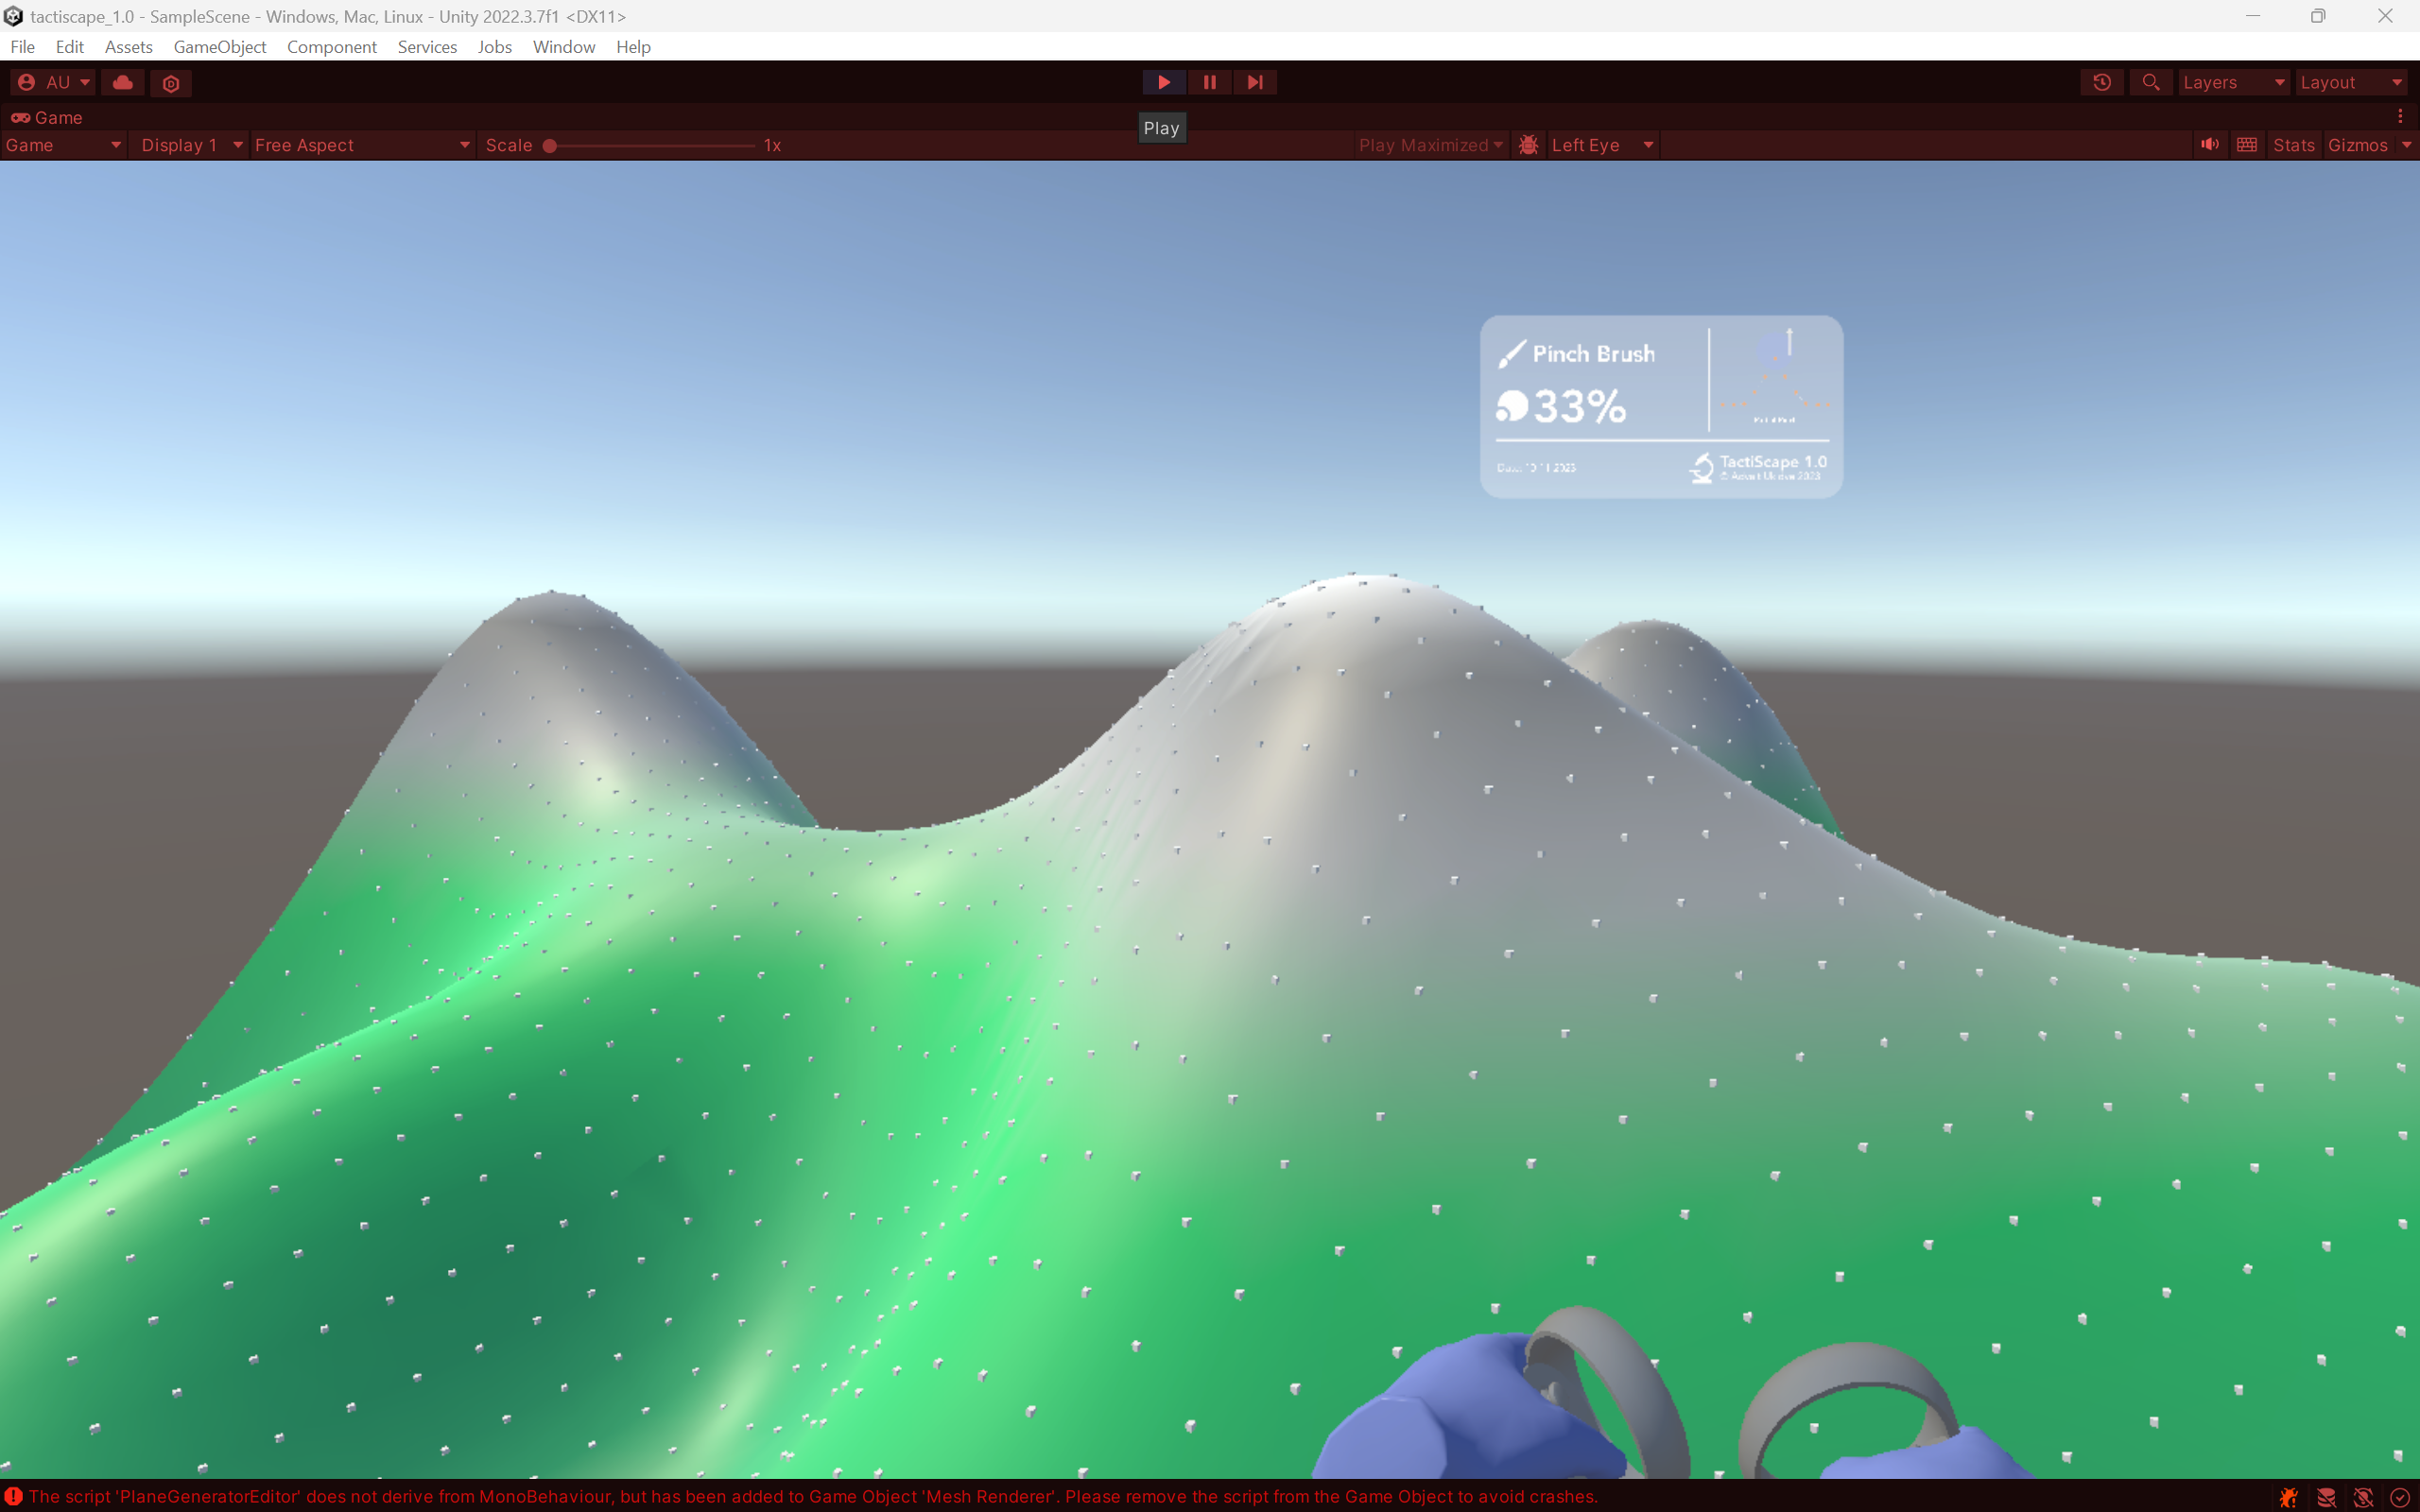 tactiscape_1.0 - SampleScene - Windows, Mac, Linux - Unity 2022.3.7f1 <DX11>
File Edit Assets GameObject Component Services Jobs Window Help
AU Layers Layout
Game
Play
Game Display 1 Free Aspect Scale 1x Play Maximized Left Eye Stats Gizmos
Pinch Brush
33%
TactiScape 1.0
2023
The script 'PlaneGeneratorEditor' does not derive from MonoBehaviour, but has been added to Game Object 'Mesh Renderer'. Please remove the script from the Game Object to avoid crashes.